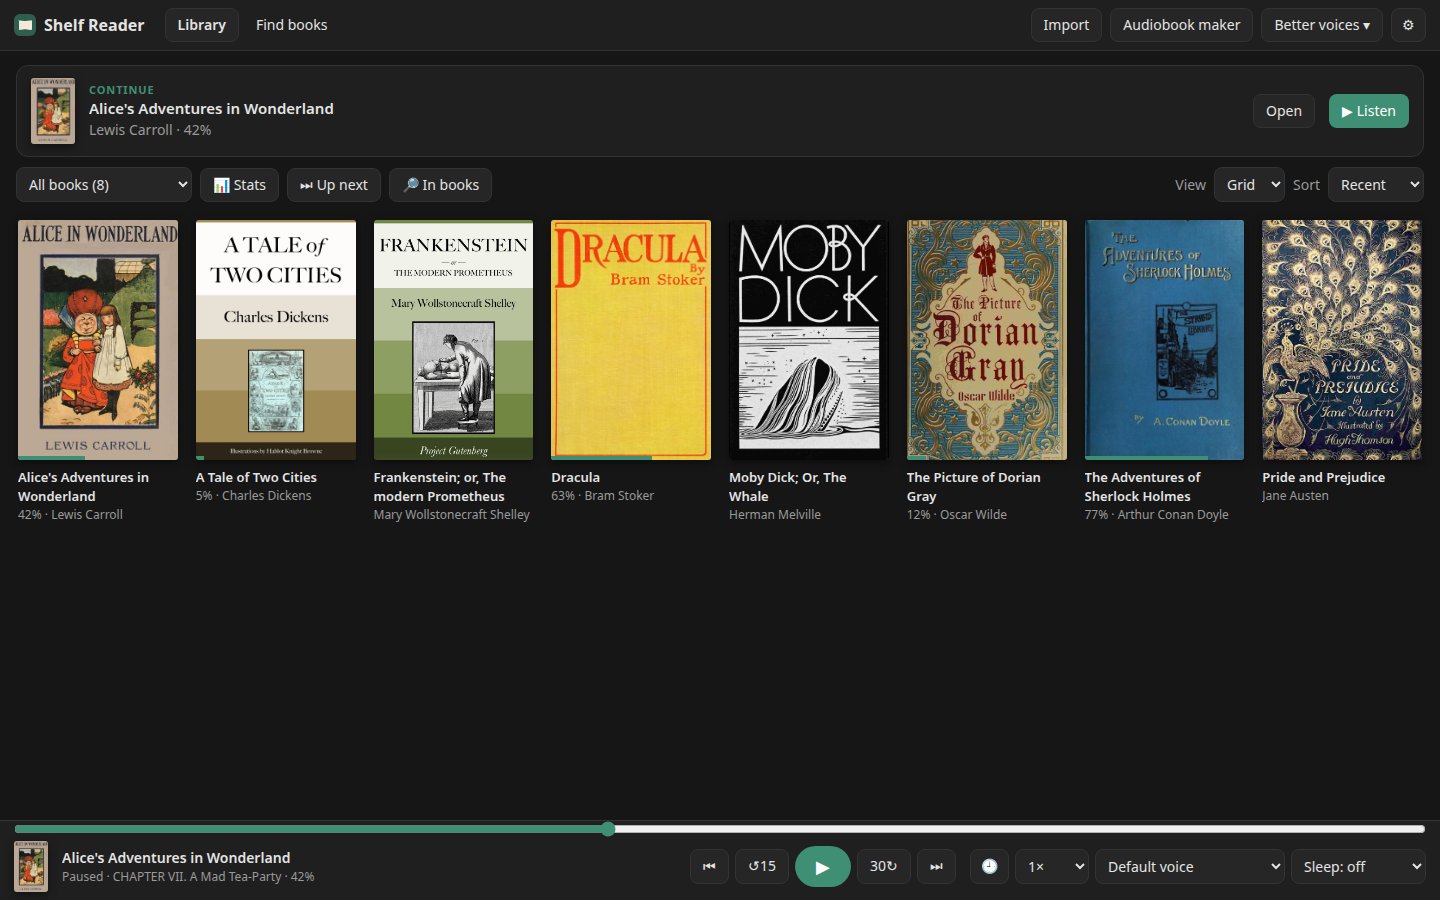 Shelf Reader Library Find books Import Audiobook maker Better voices ▾
CONTINUE
Alice's Adventures in Wonderland
Lewis Carroll · 42%
Open ▶ Listen
All books (8) Stats Up next In books View Grid Sort Recent
ALICE IN WONDERLAND
LEWIS CARROLL
A TALE of
TWO CITIES
Charles Dickens
Illustrations by Hablot Knight Browne
FRANKENSTEIN
— or —
THE MODERN PROMETHEUS
Mary Wollstonecraft Shelley
Project Gutenberg
DRACULA
By
Bram Stoker
MOBY
DICK
The Picture
of
Dorian
Gray
Oscar Wilde
THE
ADVENTURES OF
SHERLOCK HOLMES
BY A. CONAN DOYLE
PRIDE
and
PREJUDICE
by
Jane Austen
Illustrated by
Hugh Thomson
Alice's Adventures in
Wonderland
42% · Lewis Carroll
A Tale of Two Cities
5% · Charles Dickens
Frankenstein; or, The
modern Prometheus
Mary Wollstonecraft Shelley
Dracula
63% · Bram Stoker
Moby Dick; Or, The
Whale
Herman Melville
The Picture of Dorian
Gray
12% · Oscar Wilde
The Adventures of
Sherlock Holmes
77% · Arthur Conan Doyle
Pride and Prejudice
Jane Austen
Alice's Adventures in Wonderland
Paused · CHAPTER VII. A Mad Tea-Party · 42%
↺15 ▶ 30↻ 1× Default voice Sleep: off